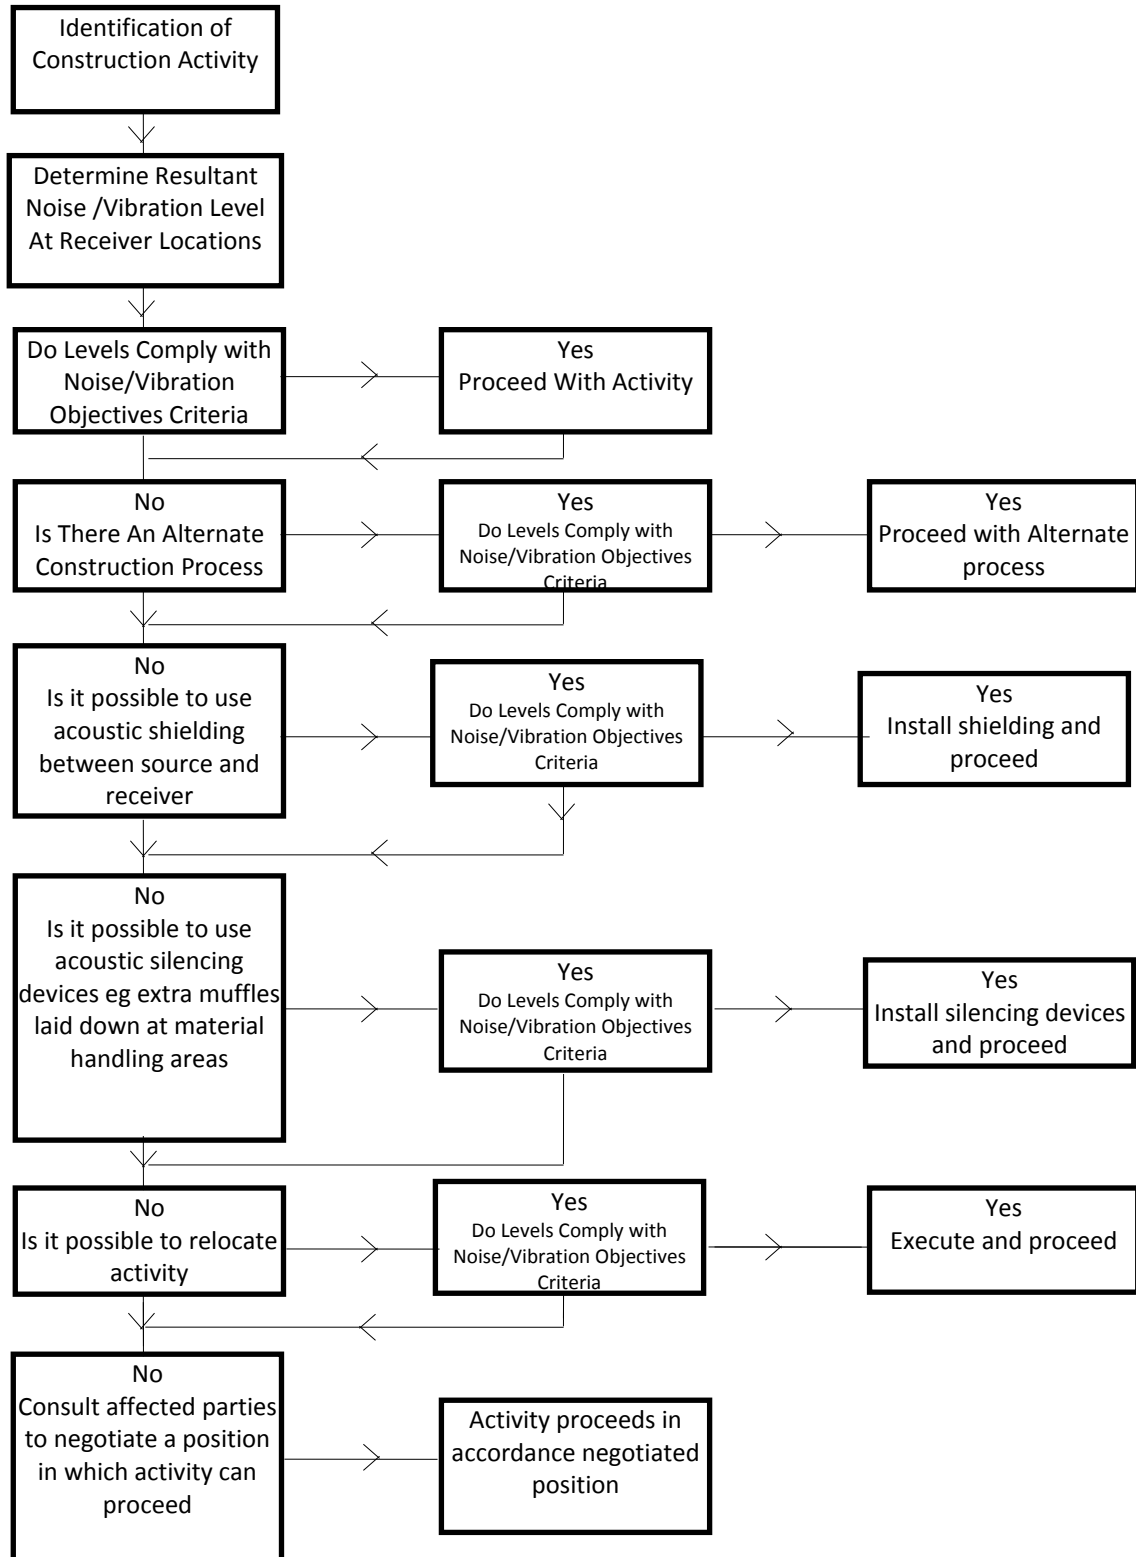 Identification of
Construction Activity
Determine Resultant
Noise /Vibration Level
At Receiver Locations
Do Levels Comply with
Noise/Vibration
Objectives Criteria
Yes
Proceed With Activity
No
Is There An Alternate
Construction Process
Yes
Do Levels Comply with
Noise/Vibration Objectives
Criteria
Yes
Proceed with Alternate
process
No
Is it possible to use
acoustic shielding
between source and
receiver
Yes
Do Levels Comply with
Noise/Vibration Objectives
Criteria
Yes
Install shielding and
proceed
No
Is it possible to use
acoustic silencing
devices eg extra muffles
laid down at material
handling areas
Yes
Do Levels Comply with
Noise/Vibration Objectives
Criteria
Yes
Install silencing devices
and proceed
No
Is it possible to relocate
activity
Yes
Do Levels Comply with
Noise/Vibration Objectives
Criteria
Yes
Execute and proceed
No
Consult affected parties
to negotiate a position
in which activity can
proceed
Activity proceeds in
accordance negotiated
position